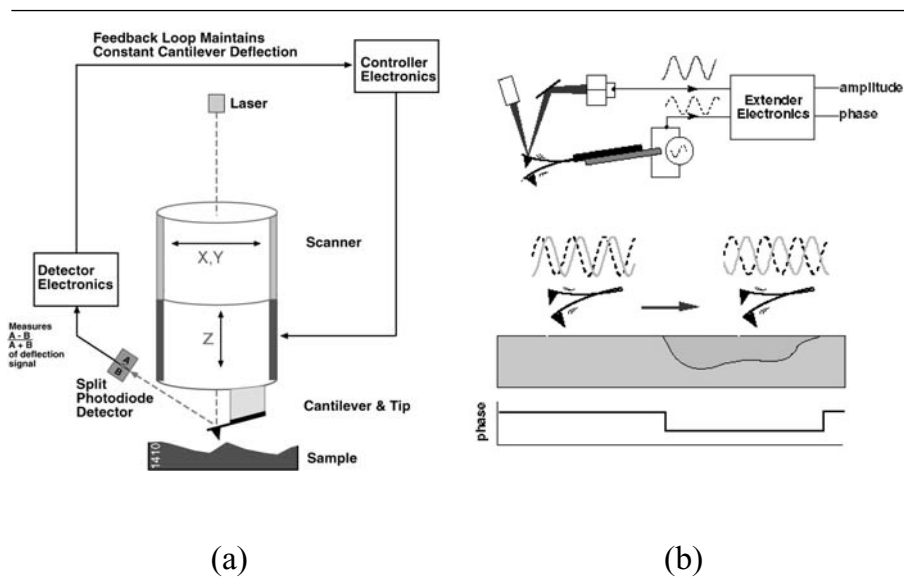 Feedback Loop Maintains
Constant Cantilever Deflection
Controller
Electronics
Laser
Scanner
X,Y
Detector
Electronics
Z
Measures
A - B
A + B
of deflection
signal
A
B
Split
Photodiode
Detector
Cantilever & Tip
1410
Sample
(a)
amplitude
Extender
Electronics
phase
phase
(b)